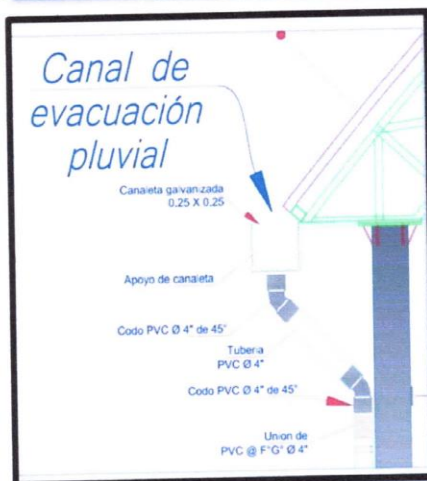 Canal de
evacuación
pluvial
Canaleta galvanizada
0.25 X 0.25
Apoyo de canaleta
Codo PVC Ø 4" de 45°
Tuberia
PVC Ø 4"
Codo PVC Ø 4" de 45°
Union de
PVC @ F°G° Ø 4"